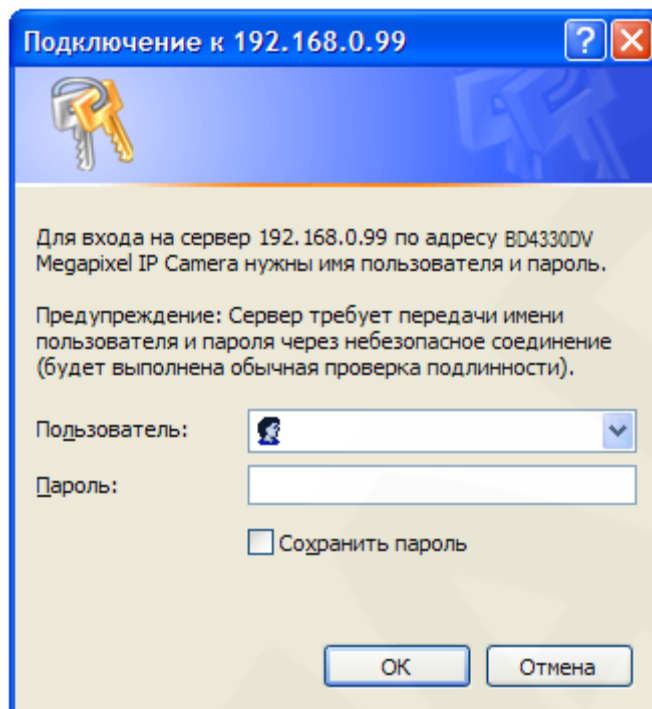 Подключение к 192.168.0.99
Для входа на сервер 192.168.0.99 по адресу BD4330DV
Megapixel IP Camera нужны имя пользователя и пароль.
Предупреждение: Сервер требует передачи имени
пользователя и пароля через небезопасное соединение
(будет выполнена обычная проверка подлинности).
Пользователь:
Пароль:
Сохранить пароль
ОК Отмена